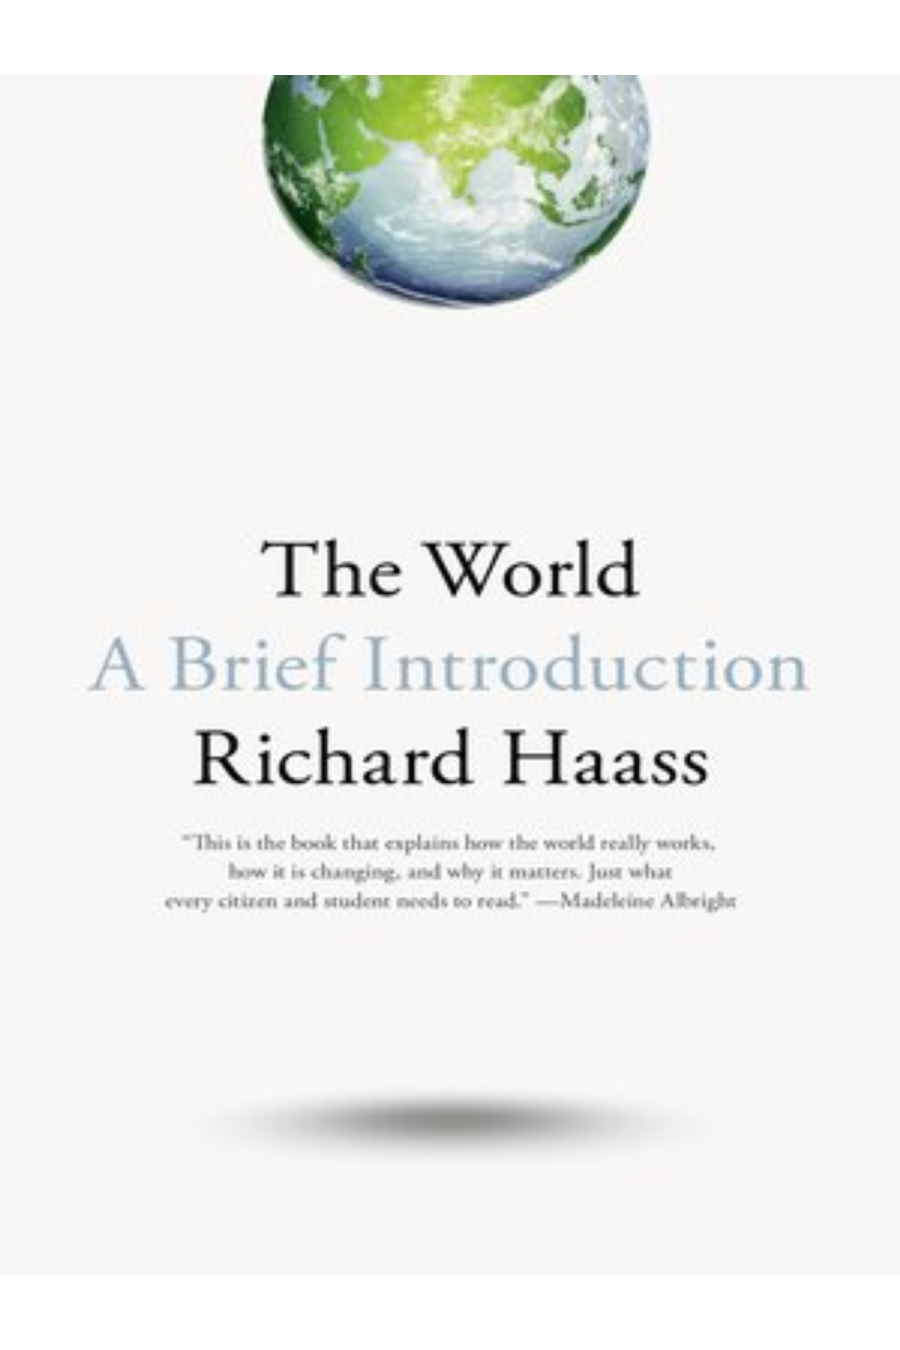 The World
A Brief Introduction
Richard Haass
“This is the book that explains how the world really works,
how it is changing, and why it matters. Just what
every citizen and student needs to read.” —Madeleine Albright